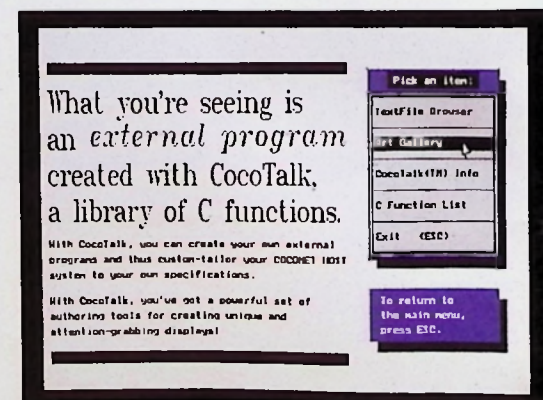 What you're seeing is
an external program
created with CocoTalk,
a library of C functions.
With CocoTalk, you can create your own external
programs and thus custom-tailor your COCONET HOST
system to your own specifications.
With CocoTalk, you've got a powerful set of
authoring tools for creating unique and
attention-grabbing displays!
Pick an item:
TextFile Browser
Art Gallery
CocoTalk(TM) Info
C Function List
Exit (ESC)
To return to
the main menu,
press ESC.